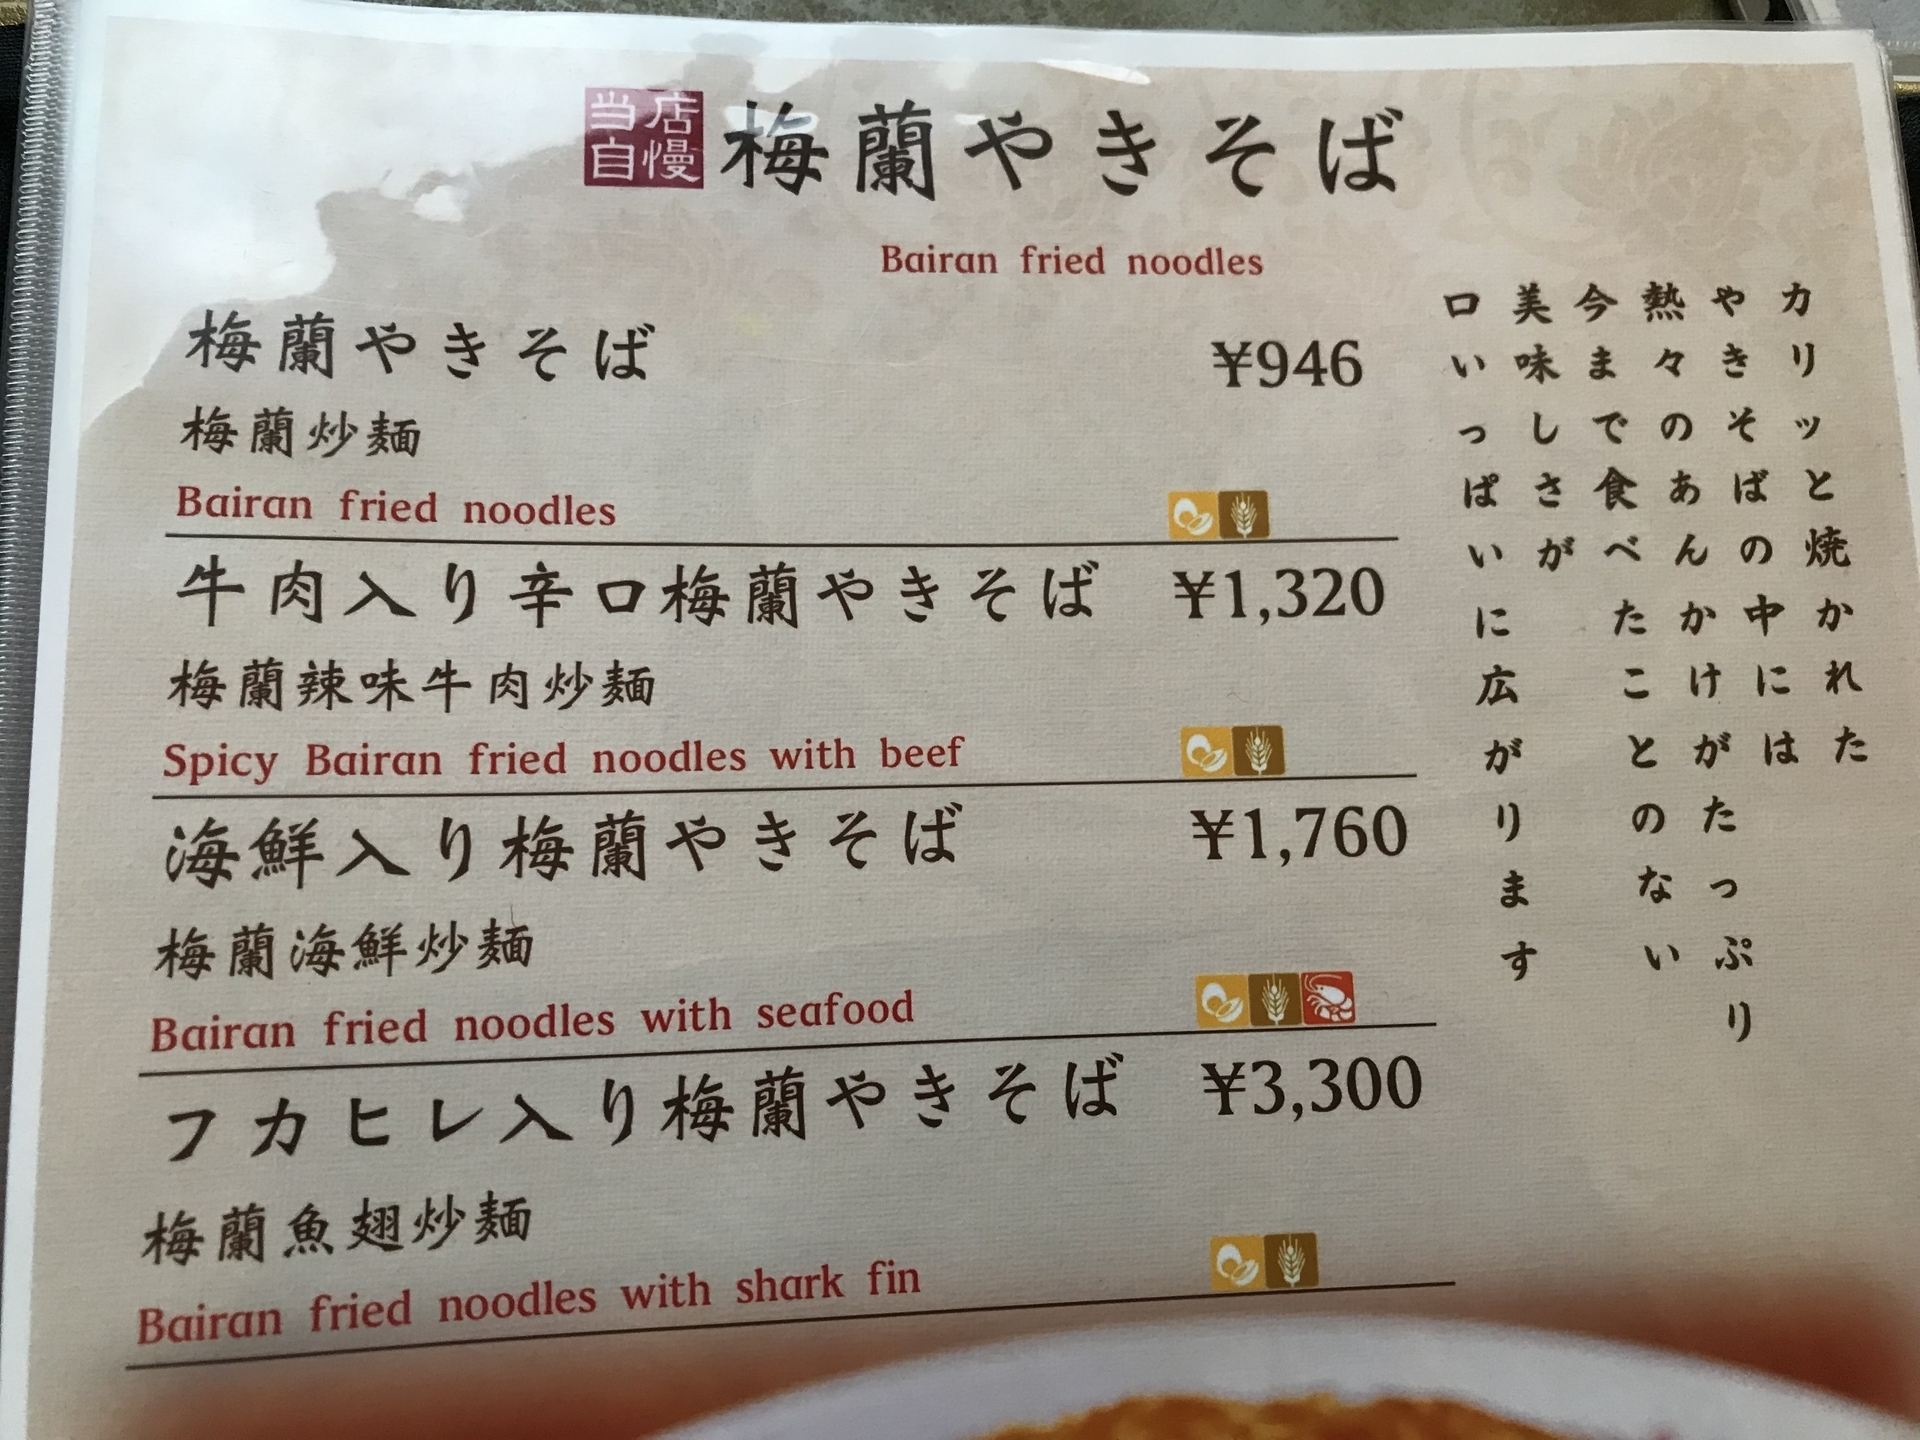 当店
自慢
梅蘭やきそば
Bairan fried noodles
梅蘭やきそば ¥946
梅蘭炒麺
Bairan fried noodles
牛肉入り辛口梅蘭やきそば ¥1,320
梅蘭辣味牛肉炒麺
Spicy Bairan fried noodles with beef
海鮮入り梅蘭やきそば ¥1,760
梅蘭海鮮炒麺
Bairan fried noodles with seafood
フカヒレ入り梅蘭やきそば ¥3,300
梅蘭魚翅炒麺
Bairan fried noodles with shark fin
カリッと焼かれた
やきそばの中には
熱々のあんかけがたっぷり
今まで食べたことのない
美味しさが
口いっぱいに広がります